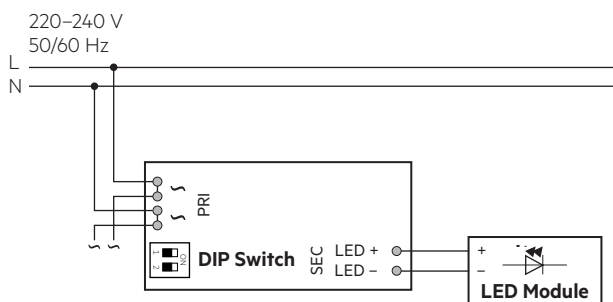 220–240 V
50/60 Hz
L
N
~
~
PRI
~ ~
1
2
ON
DIP Switch
SEC
LED +
LED –
+
–
LED Module